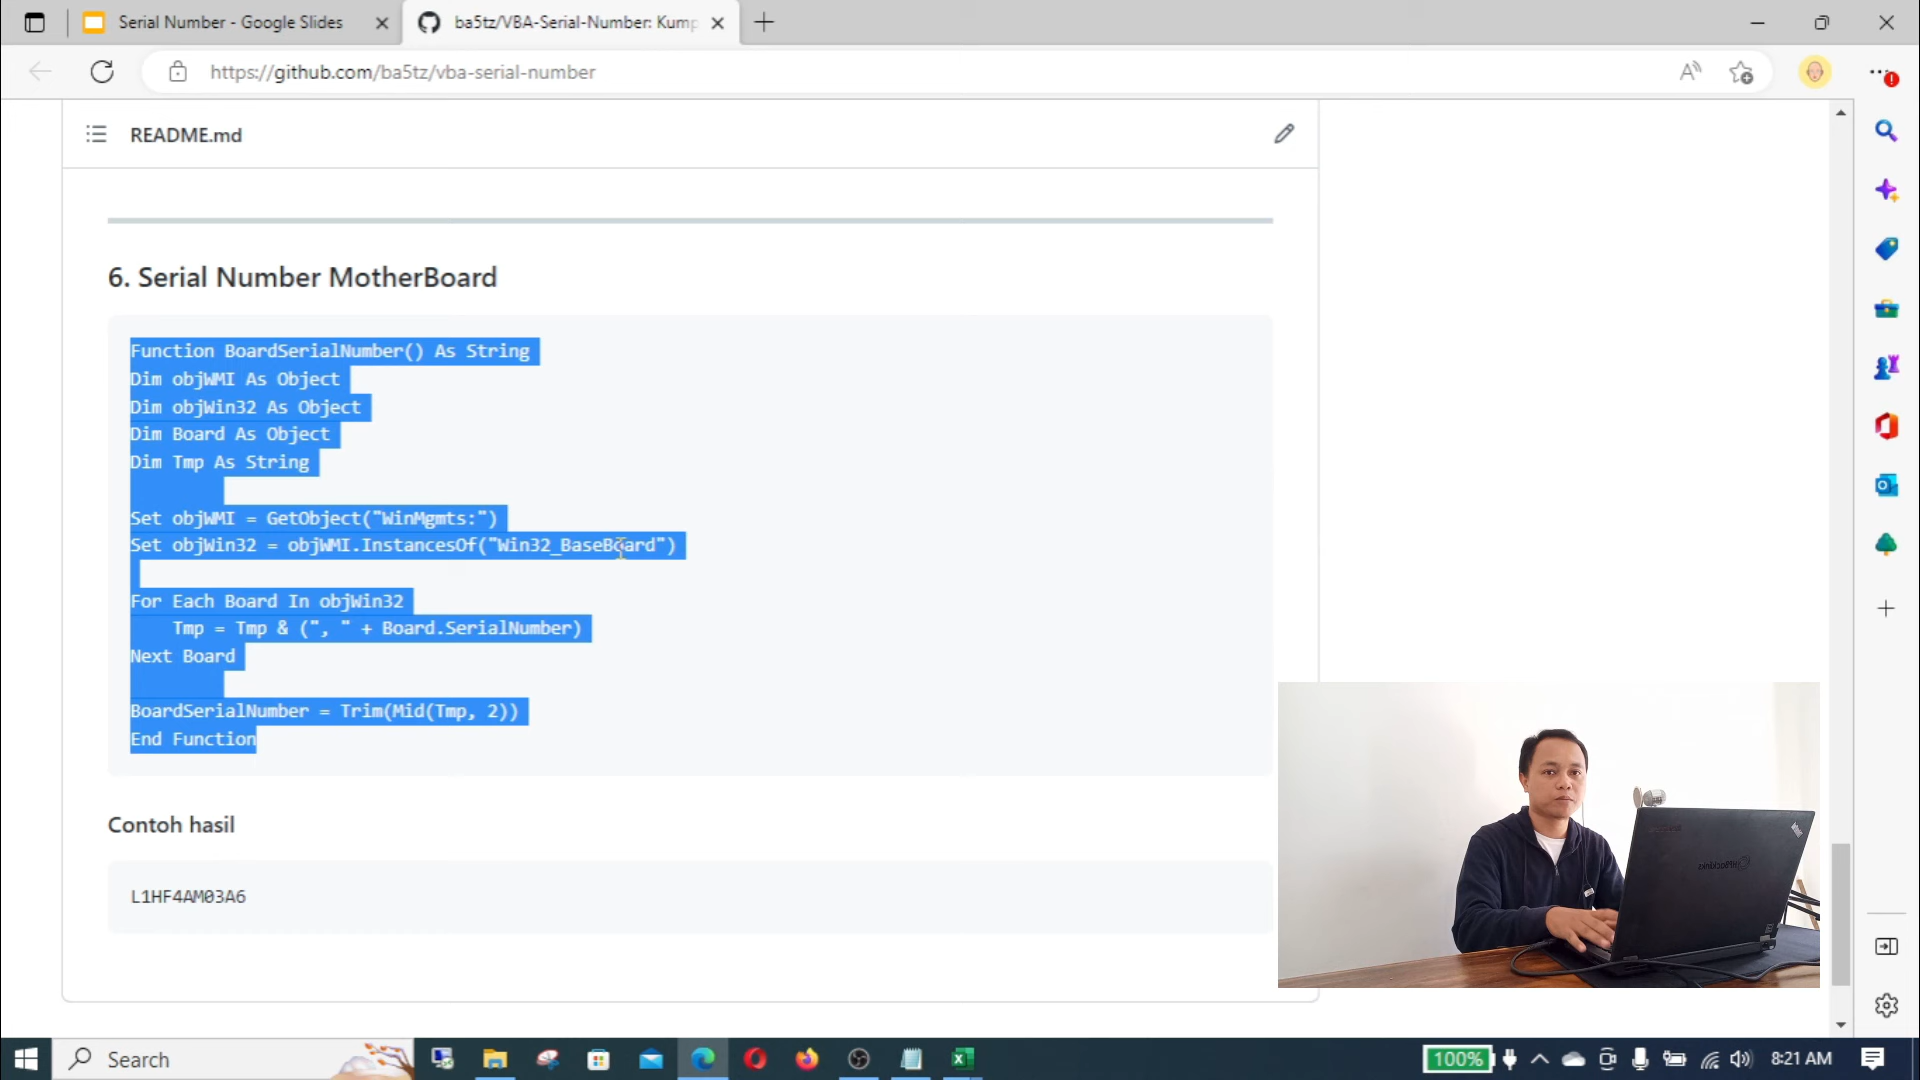 Serial Number - Google Slides
ba5tz/VBA-Serial-Number: Kump
https://github.com/ba5tz/vba-serial-number
README.md
6. Serial Number MotherBoard
Function BoardSerialNumber() As String
Dim objWMI As Object
Dim objWin32 As Object
Dim Board As Object
Dim Tmp As String
Set objWMI = GetObject("WinMgmts:")
Set objWin32 = objWMI.InstancesOf("Win32_BaseBoard")
For Each Board In objWin32
Tmp = Tmp & (", " + Board.SerialNumber)
Next Board
BoardSerialNumber = Trim(Mid(Tmp, 2))
End Function
Contoh hasil
L1HF4AM03A6
Search
100%
8:21 AM